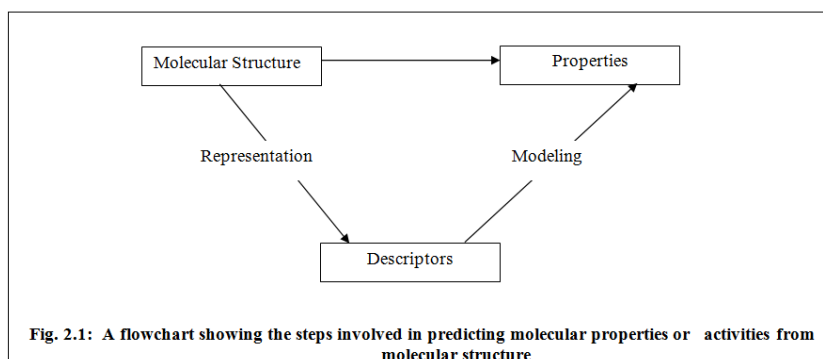 Molecular Structure
Properties
Representation
Modeling
Descriptors
Fig. 2.1: A flowchart showing the steps involved in predicting molecular properties or activities from
molecular structure